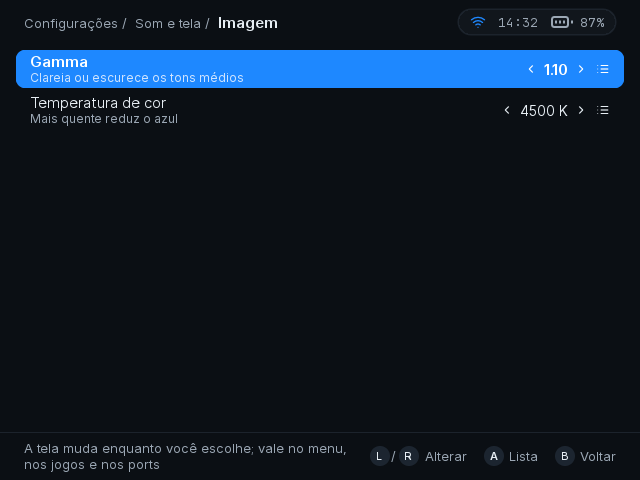 Configurações / Som e tela / Imagem
14:32 87%
Gamma
Clareia ou escurece os tons médios
1.10
Temperatura de cor
Mais quente reduz o azul
4500 K
A tela muda enquanto você escolhe; vale no menu,
nos jogos e nos ports
L / R Alterar A Lista B Voltar